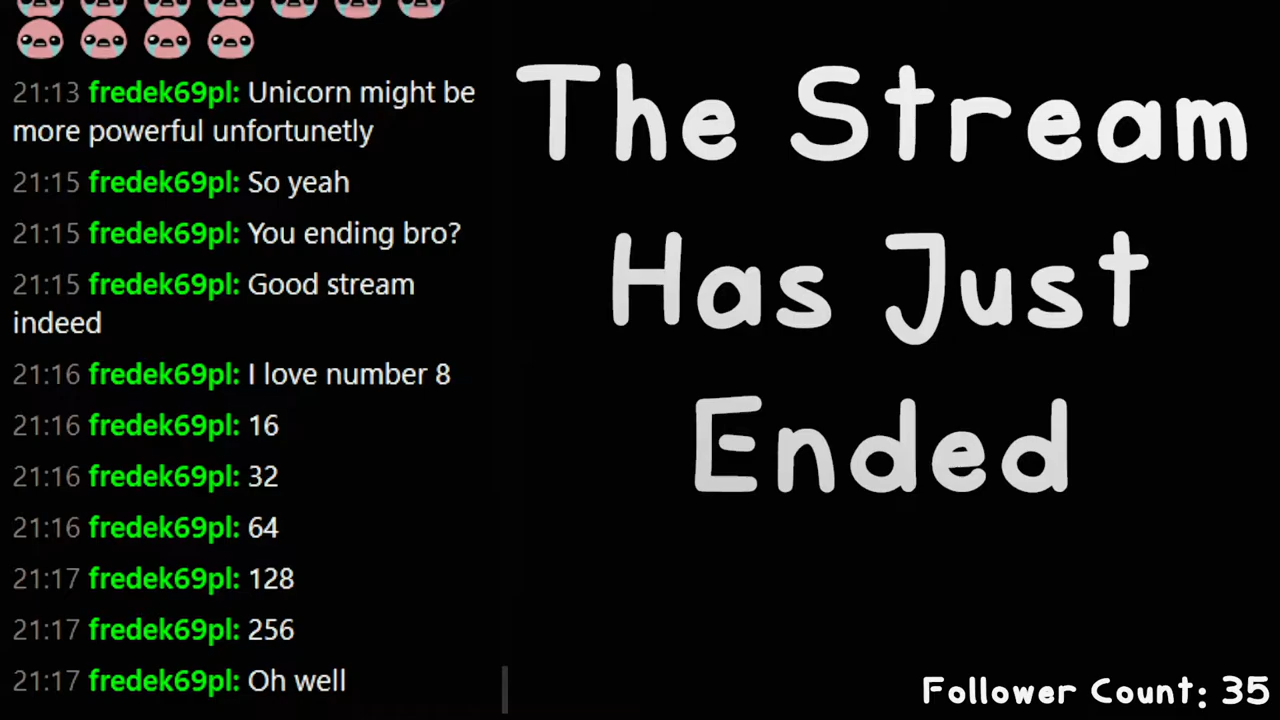 21:13 fredek69pl: Unicorn might be
more powerful unfortunetly
21:15 fredek69pl: So yeah
21:15 fredek69pl: You ending bro?
21:15 fredek69pl: Good stream
indeed
21:16 fredek69pl: I love number 8
21:16 fredek69pl: 16
21:16 fredek69pl: 32
21:16 fredek69pl: 64
21:17 fredek69pl: 128
21:17 fredek69pl: 256
21:17 fredek69pl: Oh well
The Stream
Has Just
Ended
Follower Count: 35